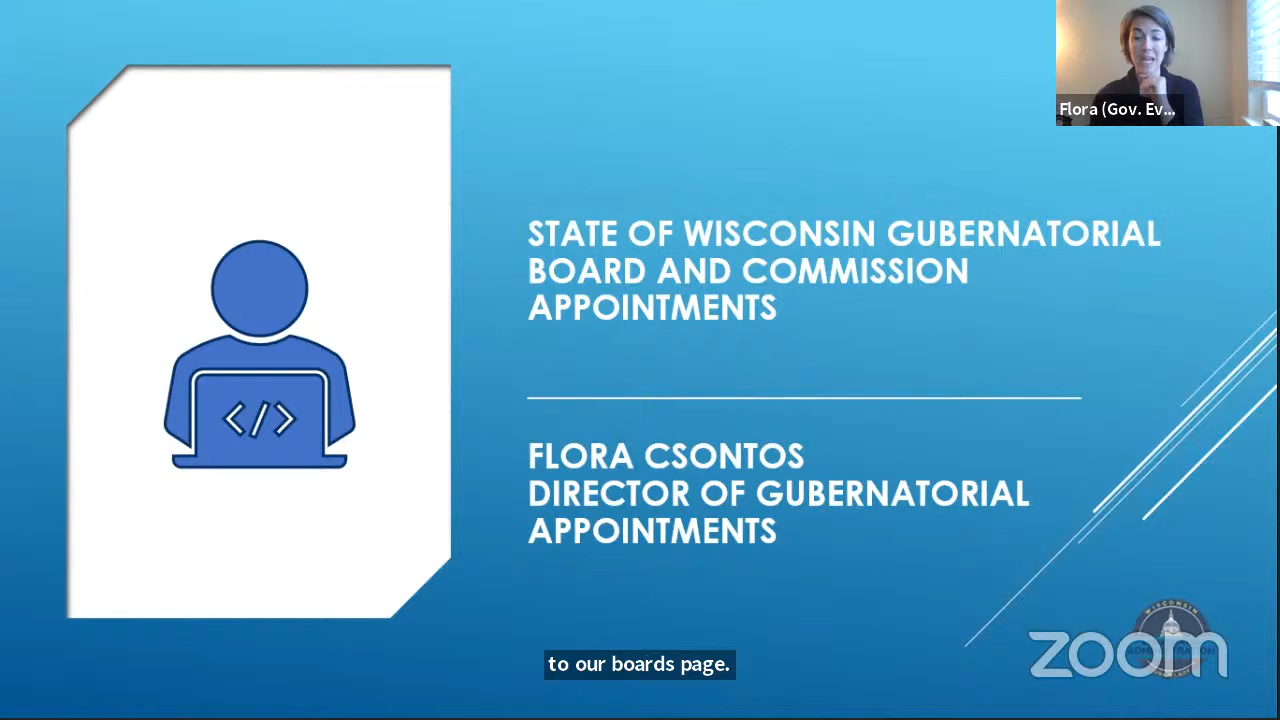 Flora (Gov. Ev...
STATE OF WISCONSIN GUBERNATORIAL
BOARD AND COMMISSION
APPOINTMENTS
</>
FLORA CSONTOS
DIRECTOR OF GUBERNATORIAL
APPOINTMENTS
WISCONSIN
zoom
to our boards page.